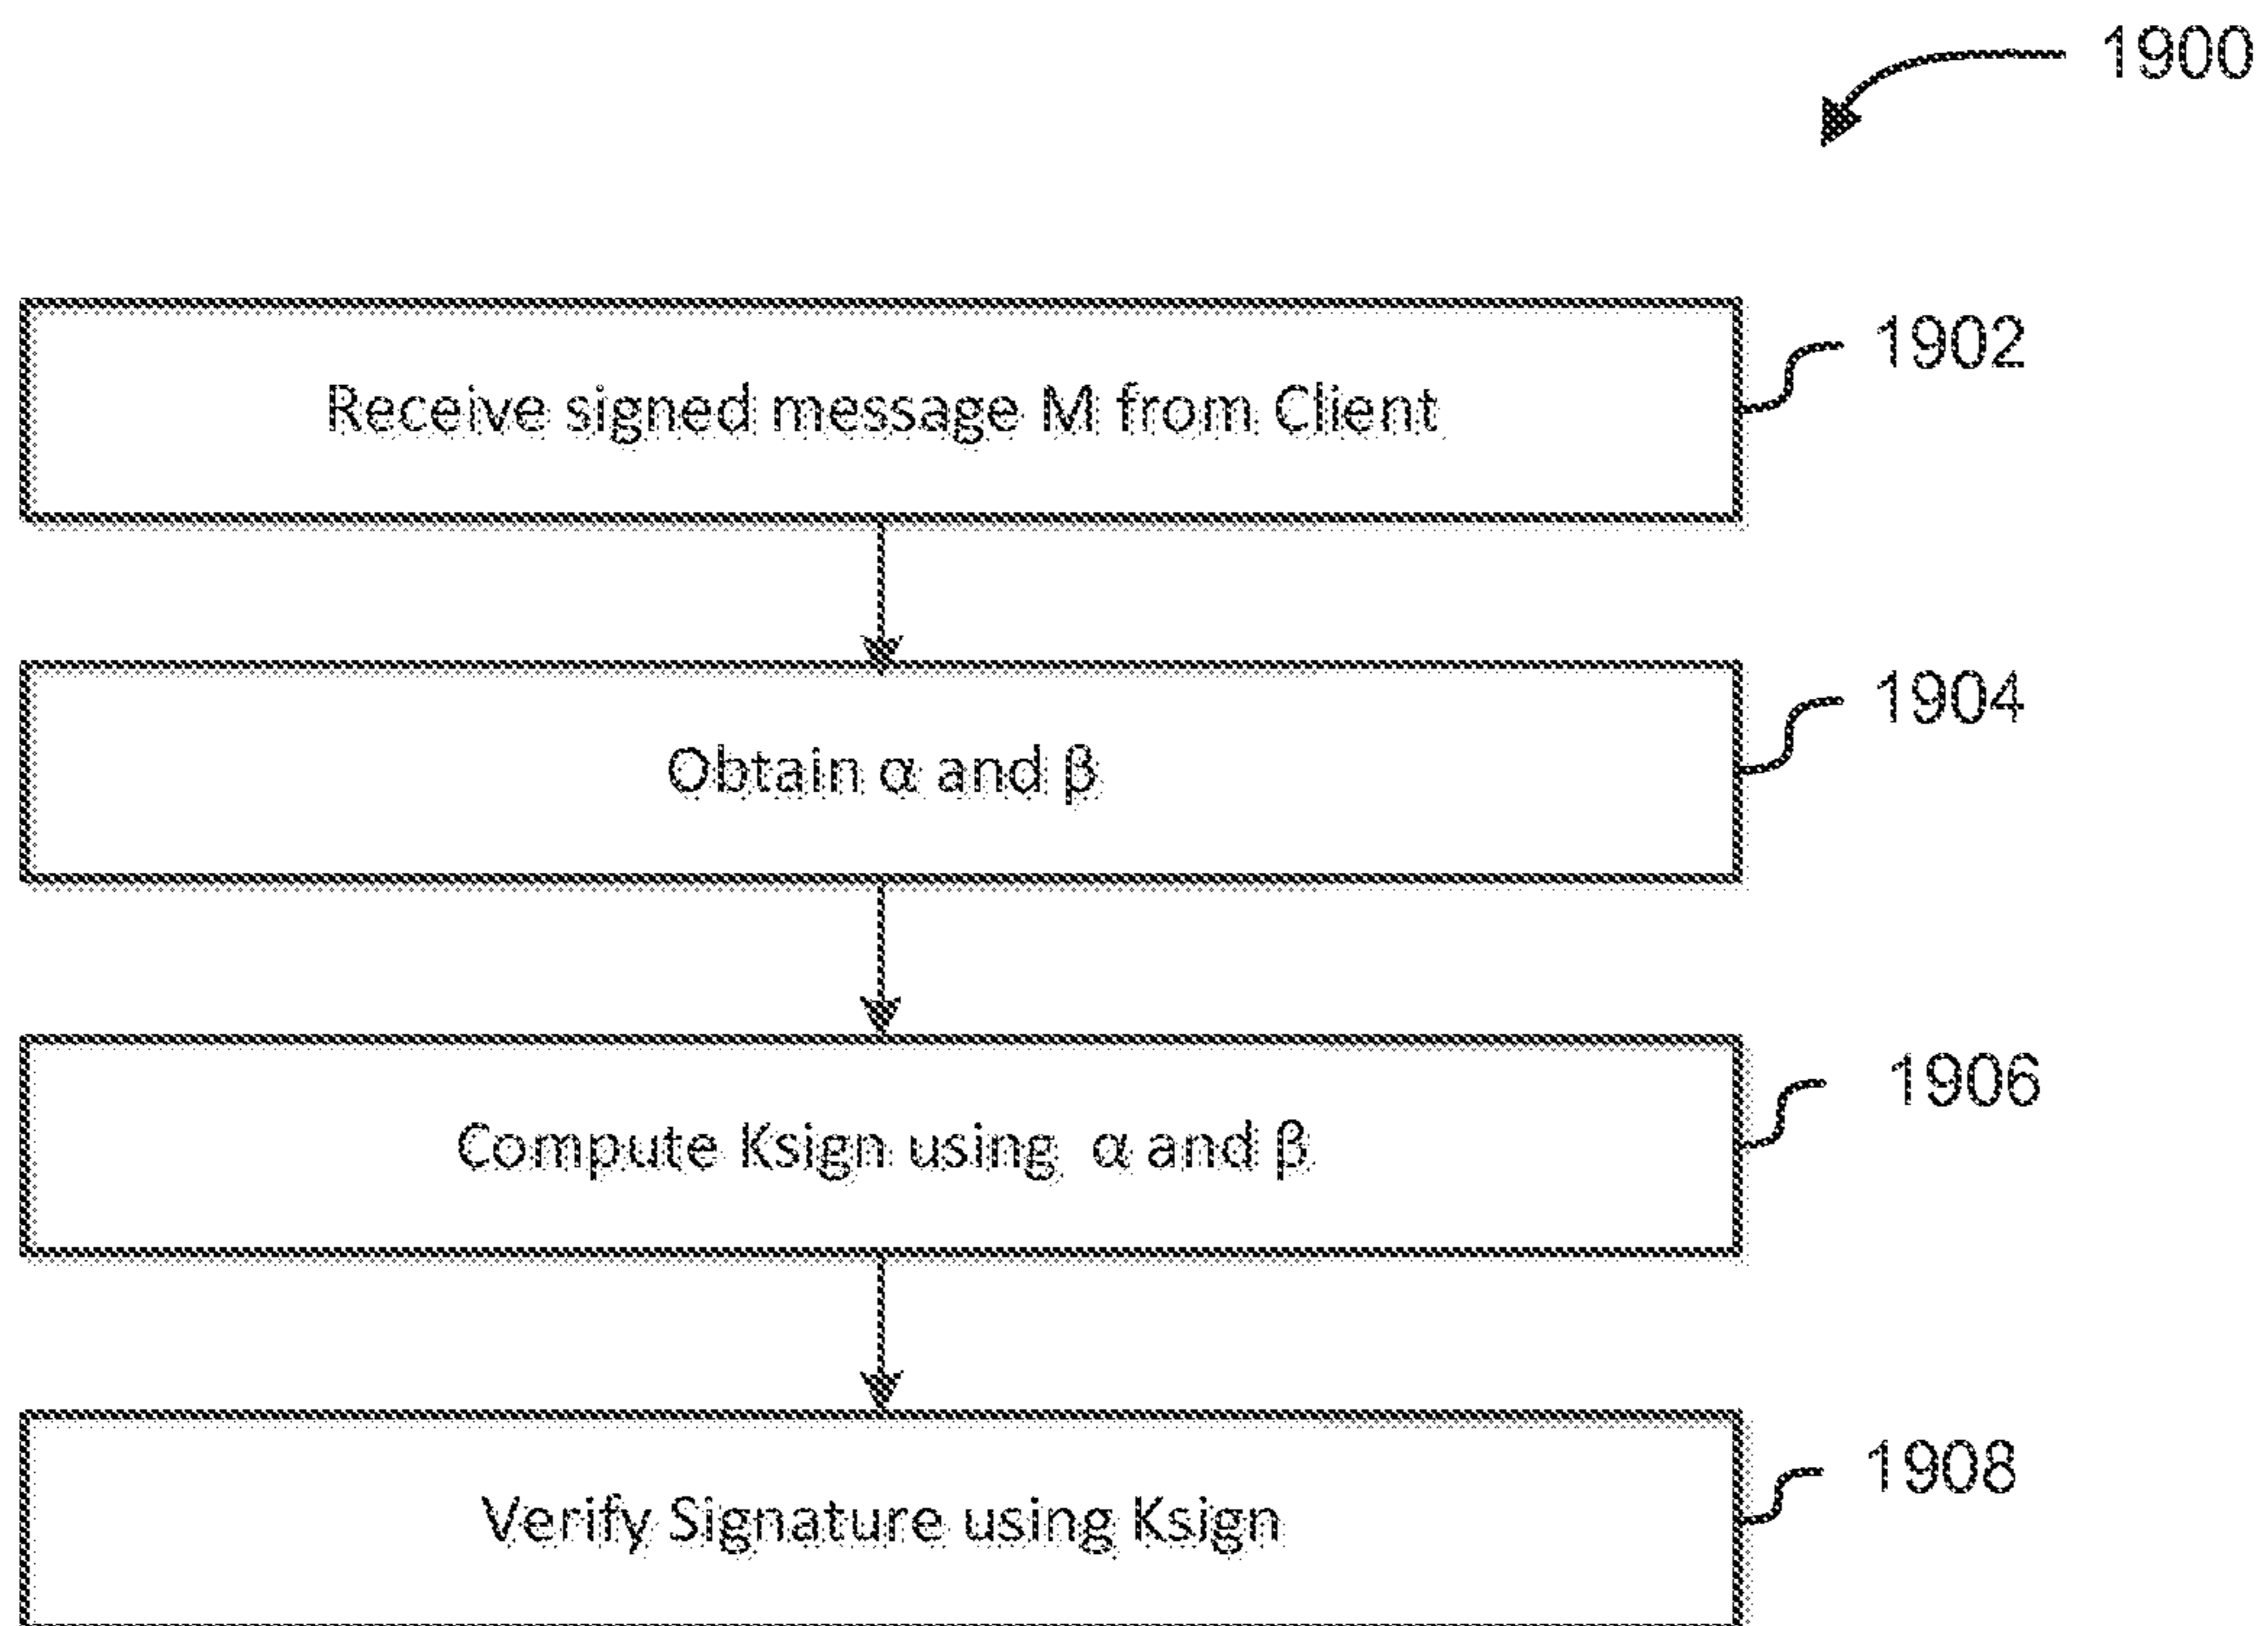 1900
Receive signed message M from Client
1902
Obtain α and β
1904
Compute Ksign using α and β
1906
Verify Signature using Ksign
1908